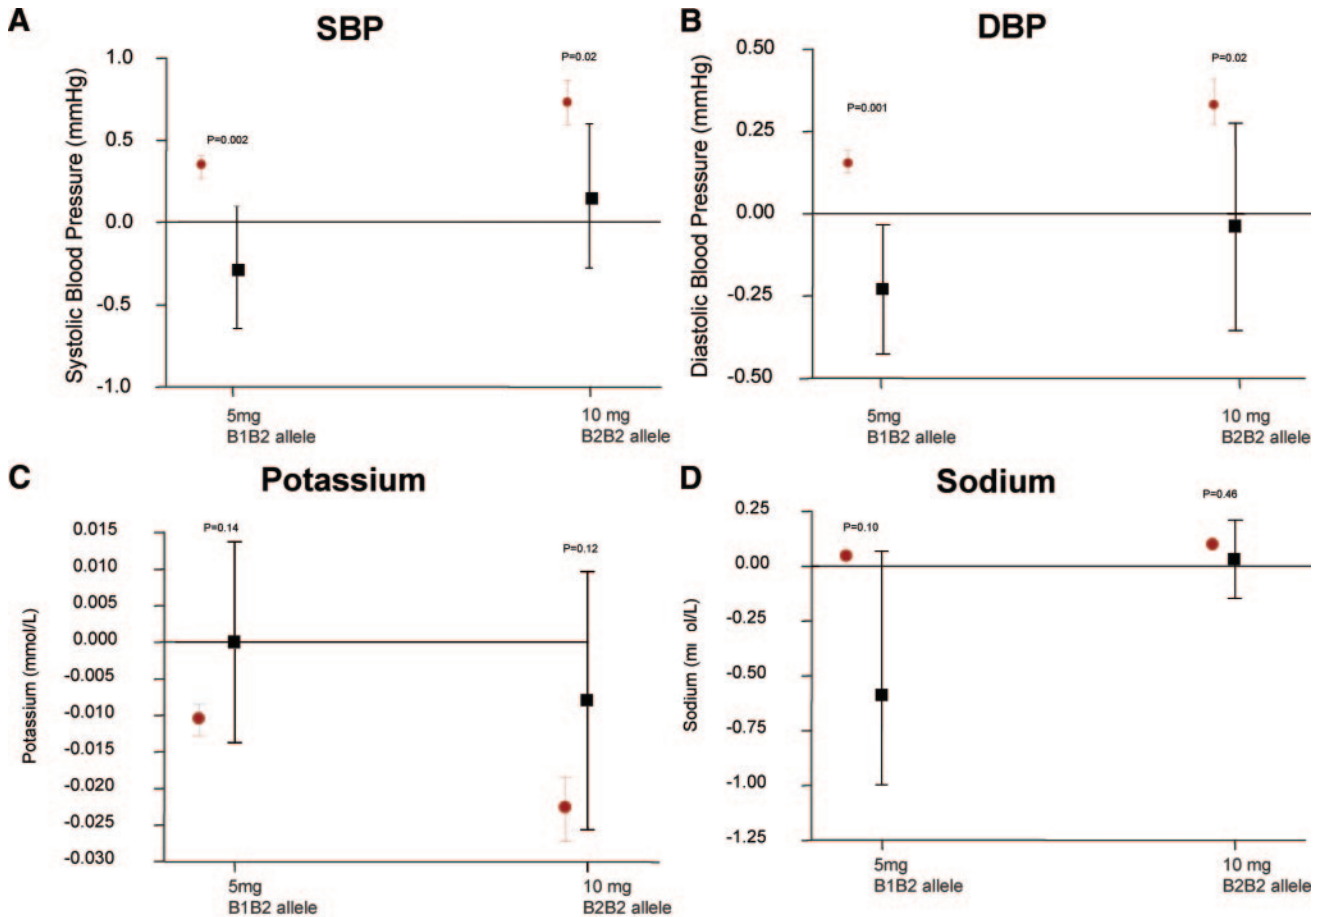 A
SBP
Systolic Blood Pressure (mmHg)
1.0
0.5
0.0
-0.5
-1.0
P=0.002
P=0.02
5mg
B1B2 allele
10 mg
B2B2 allele
B
DBP
Diastolic Blood Pressure (mmHg)
0.50
0.25
0.00
-0.25
-0.50
P=0.001
P=0.02
5mg
B1B2 allele
10 mg
B2B2 allele
C
Potassium
Potassium (mmol/L)
0.015
0.010
0.005
0.000
-0.005
-0.010
-0.015
-0.020
-0.025
-0.030
P=0.14
P=0.12
5mg
B1B2 allele
10 mg
B2B2 allele
D
Sodium
Sodium (mı ol/L)
0.25
0.00
-0.25
-0.50
-0.75
-1.00
-1.25
P=0.10
P=0.46
5mg
B1B2 allele
10 mg
B2B2 allele